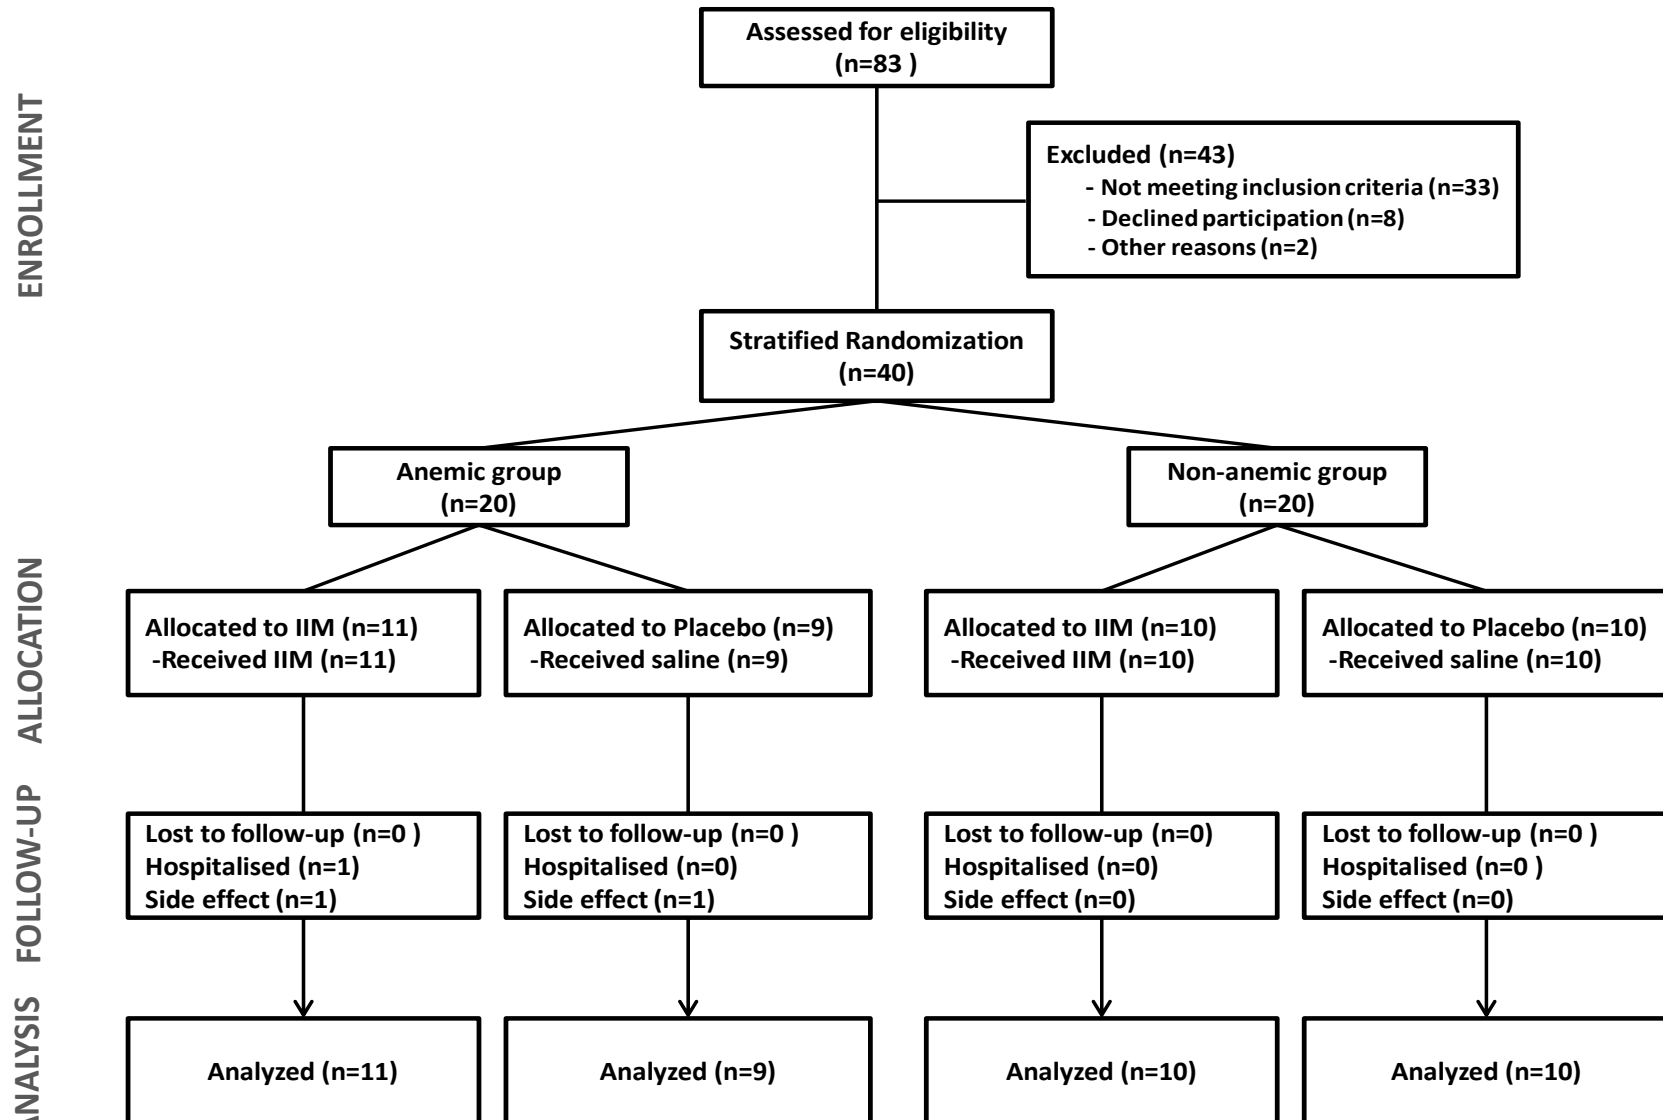 Assessed for eligibility
(n=83 )
ENROLLMENT
Excluded (n=43)
- Not meeting inclusion criteria (n=33)
- Declined participation (n=8)
- Other reasons (n=2)
Stratified Randomization
(n=40)
Anemic group
(n=20)
Non-anemic group
(n=20)
ALLOCATION
Allocated to IIM (n=11)
-Received IIM (n=11)
Allocated to Placebo (n=9)
-Received saline (n=9)
Allocated to IIM (n=10)
-Received IIM (n=10)
Allocated to Placebo (n=10)
-Received saline (n=10)
FOLLOW-UP
Lost to follow-up (n=0 )
Hospitalised (n=1)
Side effect (n=1)
Lost to follow-up (n=0 )
Hospitalised (n=0)
Side effect (n=1)
Lost to follow-up (n=0)
Hospitalised (n=0)
Side effect (n=0)
Lost to follow-up (n=0 )
Hospitalised (n=0 )
Side effect (n=0)
ANALYSIS
Analyzed (n=11)
Analyzed (n=9)
Analyzed (n=10)
Analyzed (n=10)